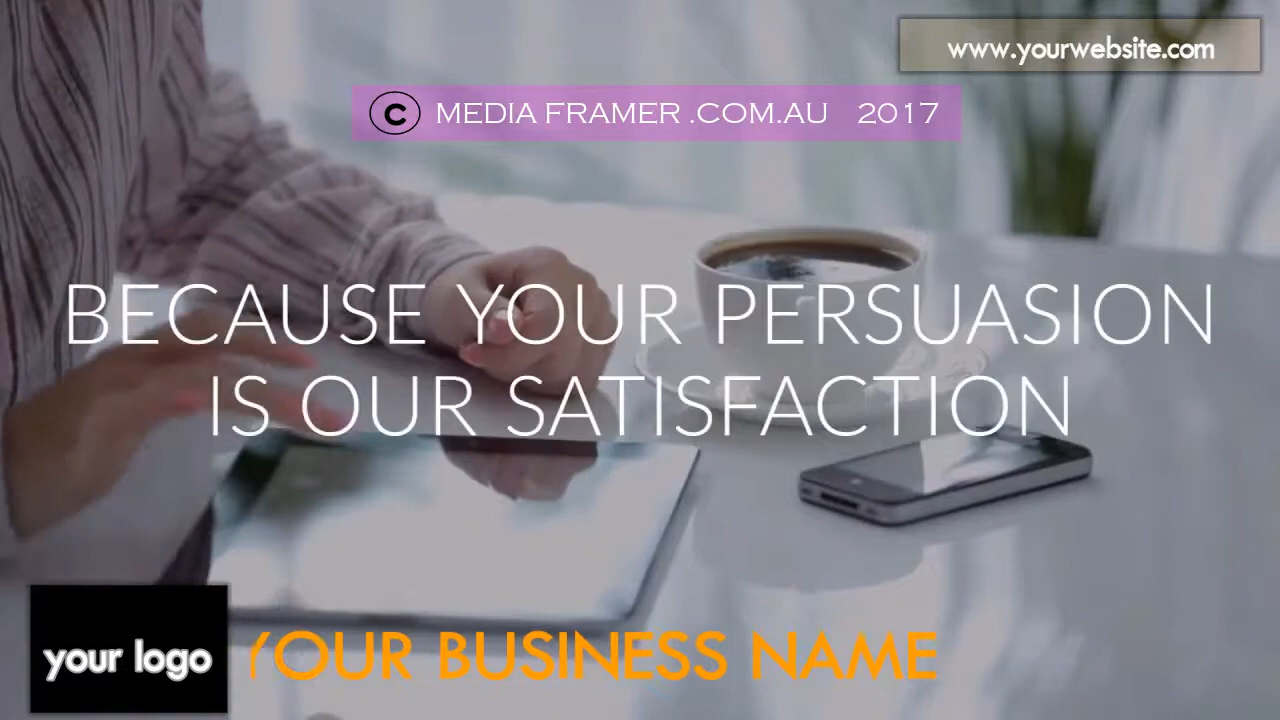 www.yourwebsite.com
© MEDIA FRAMER .COM.AU 2017
BECAUSE YOUR PERSUASION
IS OUR SATISFACTION
your logo
YOUR BUSINESS NAME